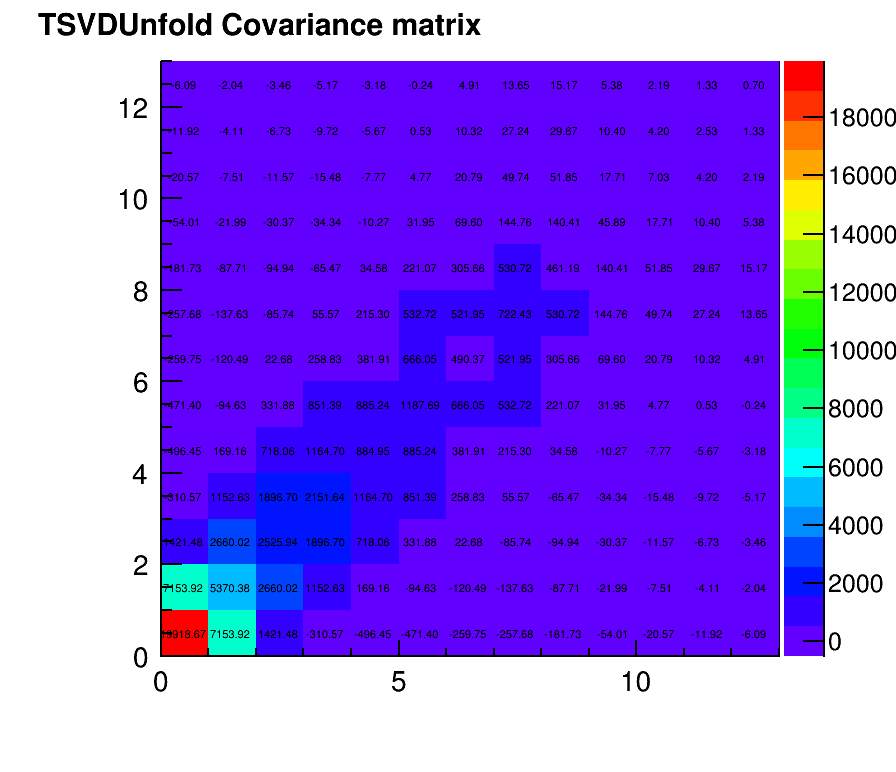 TSVDUnfold Covariance matrix
-6.09 -2.04 -3.46 -5.17 -3.18 -0.24 4.91 13.65 15.17 5.38 2.19 1.33 0.70
-11.92 -4.11 -6.73 -9.72 -5.67 0.53 10.32 27.24 29.67 10.40 4.20 2.53 1.33
-20.57 -7.51 -11.57 -15.48 -7.77 4.77 20.79 49.74 51.85 17.71 7.03 4.20 2.19
-54.01 -21.99 -30.37 -34.34 -10.27 31.95 69.60 144.76 140.41 45.89 17.71 10.40 5.38
-181.73 -87.71 -94.94 -65.47 34.58 221.07 305.66 530.72 461.19 140.41 51.85 29.67 15.17
-257.68 -137.63 -85.74 55.57 215.30 532.72 521.95 722.43 530.72 144.76 49.74 27.24 13.65
-259.75 -120.49 22.68 258.83 381.91 666.05 490.37 521.95 305.66 69.60 20.79 10.32 4.91
-471.40 -94.63 331.88 851.39 885.24 1187.69 666.05 532.72 221.07 31.95 4.77 0.53 -0.24
-496.45 169.16 718.06 1164.70 884.95 885.24 381.91 215.30 34.58 -10.27 -7.77 -5.67 -3.18
-310.57 1152.63 1896.70 2151.64 1164.70 851.39 258.83 55.57 -65.47 -34.34 -15.48 -9.72 -5.17
1421.48 2660.02 2525.94 1896.70 718.06 331.88 22.68 -85.74 -94.94 -30.37 -11.57 -6.73 -3.46
7153.92 5370.38 2660.02 1152.63 169.16 -94.63 -120.49 -137.63 -87.71 -21.99 -7.51 -4.11 -2.04
19918.67 7153.92 1421.48 -310.57 -496.45 -471.40 -259.75 -257.68 -181.73 -54.01 -20.57 -11.92 -6.09
12
10
8
6
4
2
0
0 5 10
18000
16000
14000
12000
10000
8000
6000
4000
2000
0